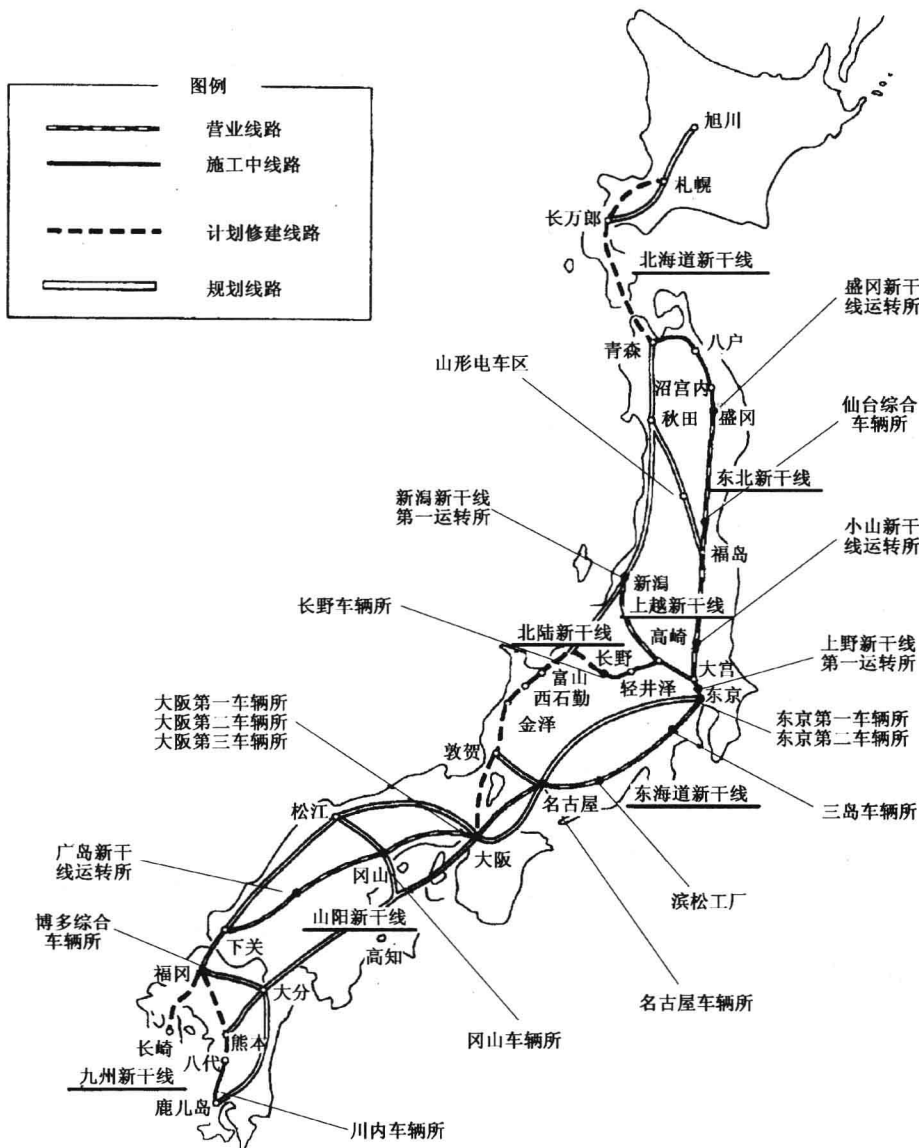 图例
营业线路
施工中线路
计划修建线路
规划线路
旭川
札幌
长万郎
北海道新干线
盛冈新干
线运转所
青森
八户
山形电车区
沼宫内
秋田
盛冈
仙台综合
车辆所
东北新干线
新潟新干线
第一运转所
小山新干
线运转所
福岛
新潟
长野车辆所
上越新干线
北陆新干线
高崎
长野
大宫
上野新干线
第一运转所
富山
轻井泽
西石勤
东京
大阪第一车辆所
大阪第二车辆所
大阪第三车辆所
金泽
东京第一车辆所
东京第二车辆所
敦贺
名古屋
东海道新干线
三岛车辆所
松江
大阪
广岛新干
线运转所
冈山
滨松工厂
博多综合
车辆所
山阳新干线
下关
高知
福冈
大分
名古屋车辆所
长崎
熊本
冈山车辆所
八代
九州新干线
鹿儿岛
川内车辆所